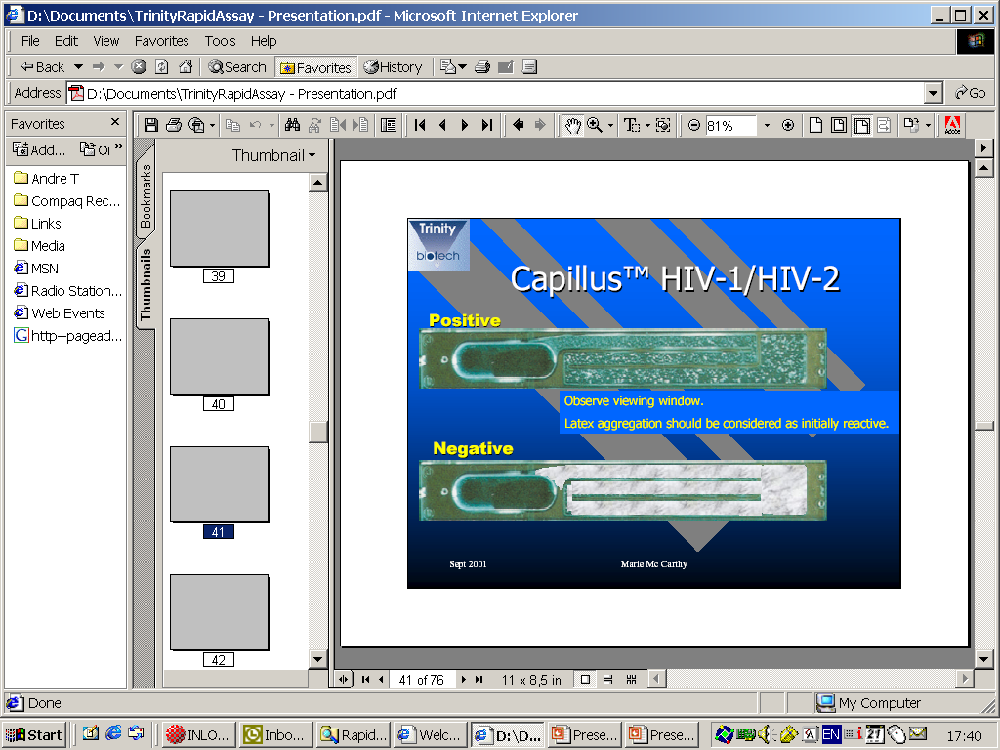 D:\Documents\TrinityRapidAssay - Presentation.pdf - Microsoft Internet Explorer
File Edit View Favorites Tools Help
Back Search Favorites History
Address D:\Documents\TrinityRapidAssay - Presentation.pdf Go
Favorites
Add...
81%
Adobe
Thumbnail
Andre T
Compaq Rec...
Links
Media
MSN
Radio Station...
Web Events
http--pagead...
Bookmarks
Thumbnails
39
40
41
42
Trinity
biotech
Capillus™ HIV-1/HIV-2
Positive
Observe viewing window.
Latex aggregation should be considered as initially reactive.
Negative
Sept 2001 Marie Mc Carthy
41 of 76 11 x 8,5 in
Done My Computer
Start INLO... Inbo... Rapid... Welc... D:\D... Prese... Prese... EN 21 17:40